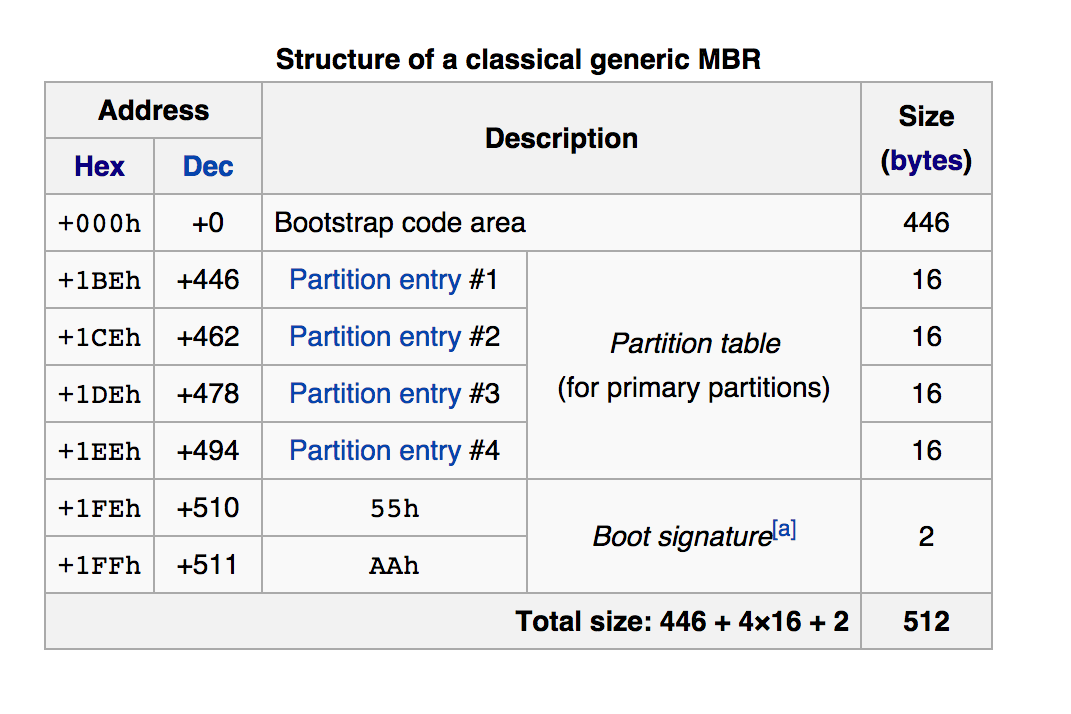 Structure of a classical generic MBR
Address Description Size
(bytes)
Hex Dec
+000h +0 Bootstrap code area 446
+1BEh +446 Partition entry #1 16
+1CEh +462 Partition entry #2 16
Partition table
(for primary partitions)
+1DEh +478 Partition entry #3 16
+1EEh +494 Partition entry #4 16
+1FEh +510 55h
Boot signature[a] 2
+1FFh +511 AAh
Total size: 446 + 4×16 + 2 512